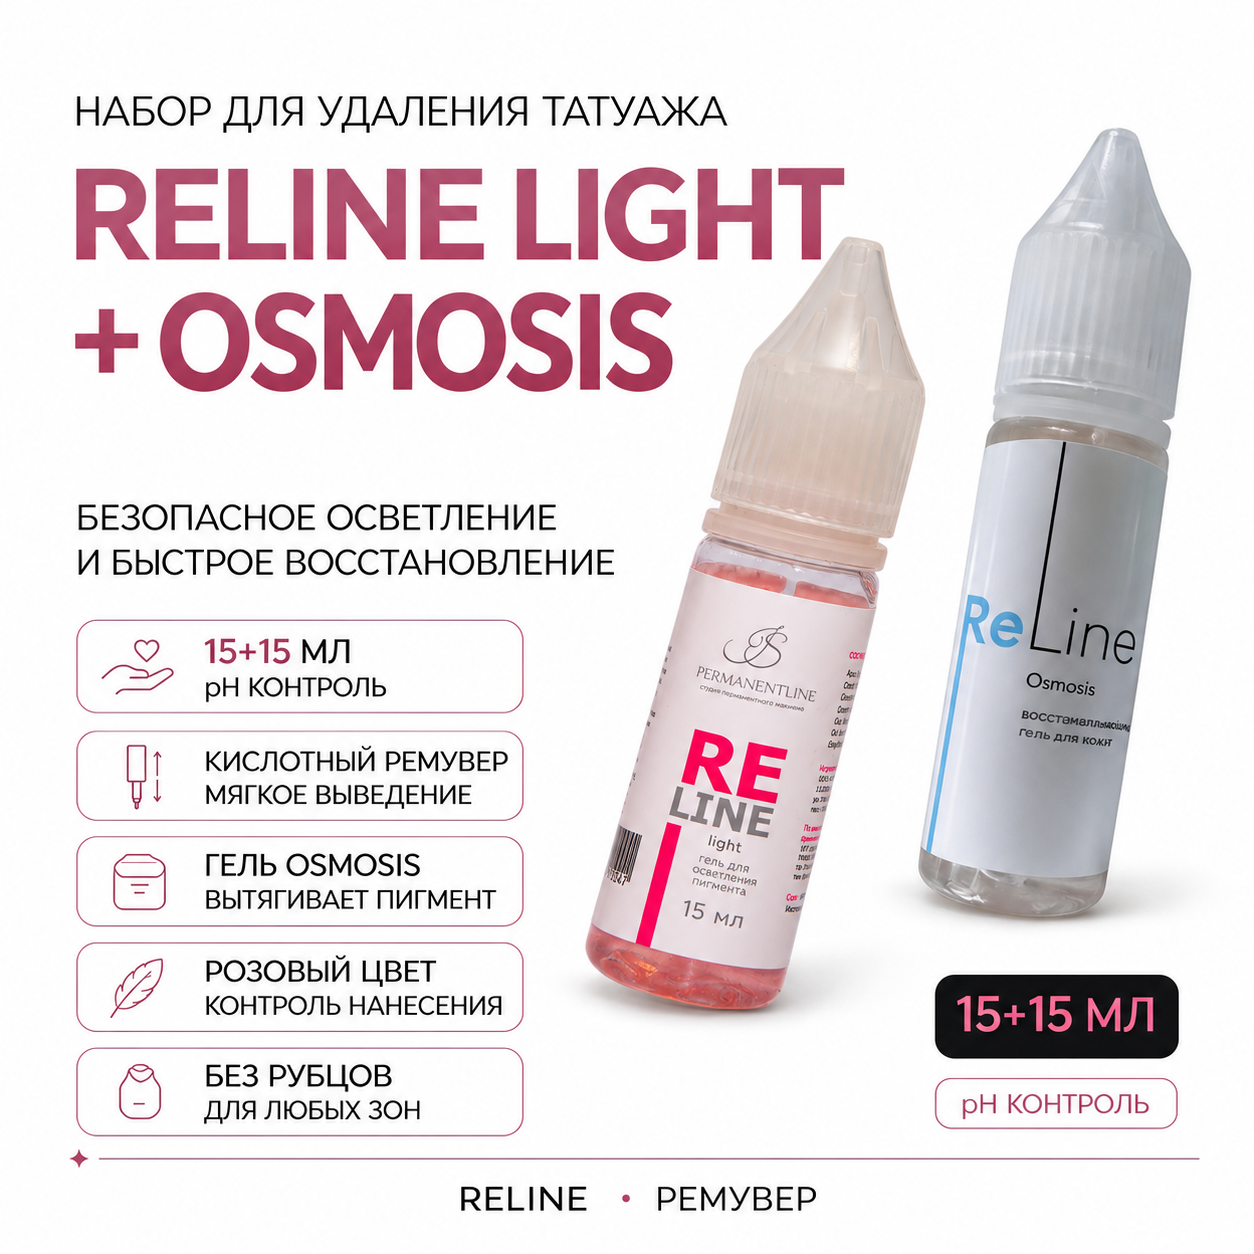 НАБОР ДЛЯ УДАЛЕНИЯ ТАТУАЖА
RELINE LIGHT
+ OSMOSIS
БЕЗОПАСНОЕ ОСВЕТЛЕНИЕ
И БЫСТРОЕ ВОССТАНОВЛЕНИЕ
15+15 МЛ
pH КОНТРОЛЬ
КИСЛОТНЫЙ РЕМУВЕР
МЯГКОЕ ВЫВЕДЕНИЕ
ГЕЛЬ OSMOSIS
ВЫТЯГИВАЕТ ПИГМЕНТ
РОЗОВЫЙ ЦВЕТ
КОНТРОЛЬ НАНЕСЕНИЯ
БЕЗ РУБЦОВ
ДЛЯ ЛЮБЫХ ЗОН
PERMANENTLINE
студия перманентного
RE
LINE
light
гель для
осветления
пигмента
15 мл
ReLine
Osmosis
гель для
15+15 МЛ
pH КОНТРОЛЬ
RELINE • РЕМУВЕР